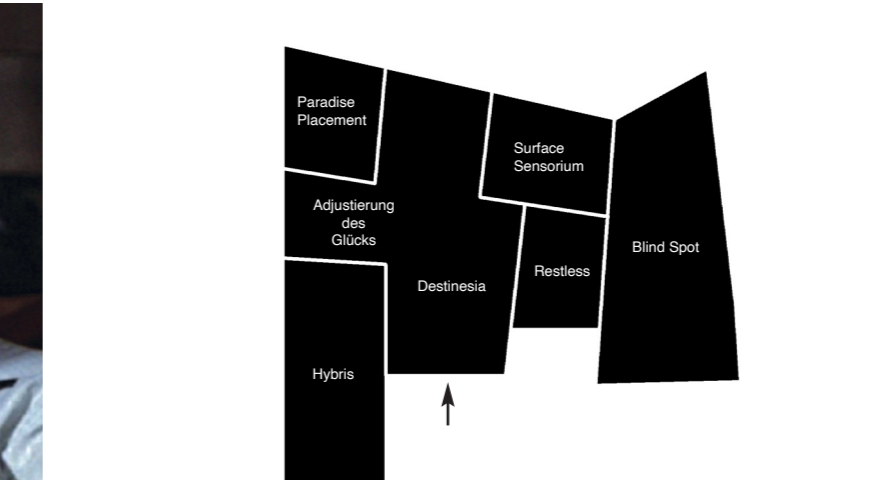 Paradise
Placement
Surface
Sensorium
Adjustierung
des
Glücks
Blind Spot
Restless
Destinesia
Hybris